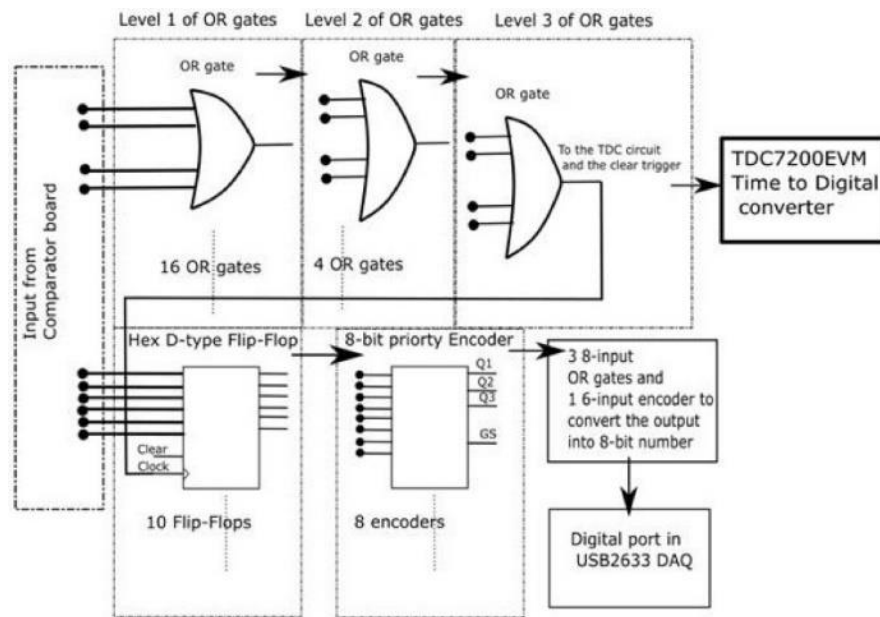 Level 1 of OR gates
Level 2 of OR gates
Level 3 of OR gates
OR gate
OR gate
OR gate
To the TDC circuit
and the clear trigger
TDC7200EVM
Time to Digital
converter
16 OR gates
4 OR gates
Input from
Comparator board
Hex D-type Flip-Flop
8-bit priorty Encoder
Q1
Q2
Q3
GS
Clear
Clock
10 Flip-Flops
8 encoders
3 8-input
OR gates and
1 6-input encoder to
convert the output
into 8-bit number
Digital port in
USB2633 DAQ